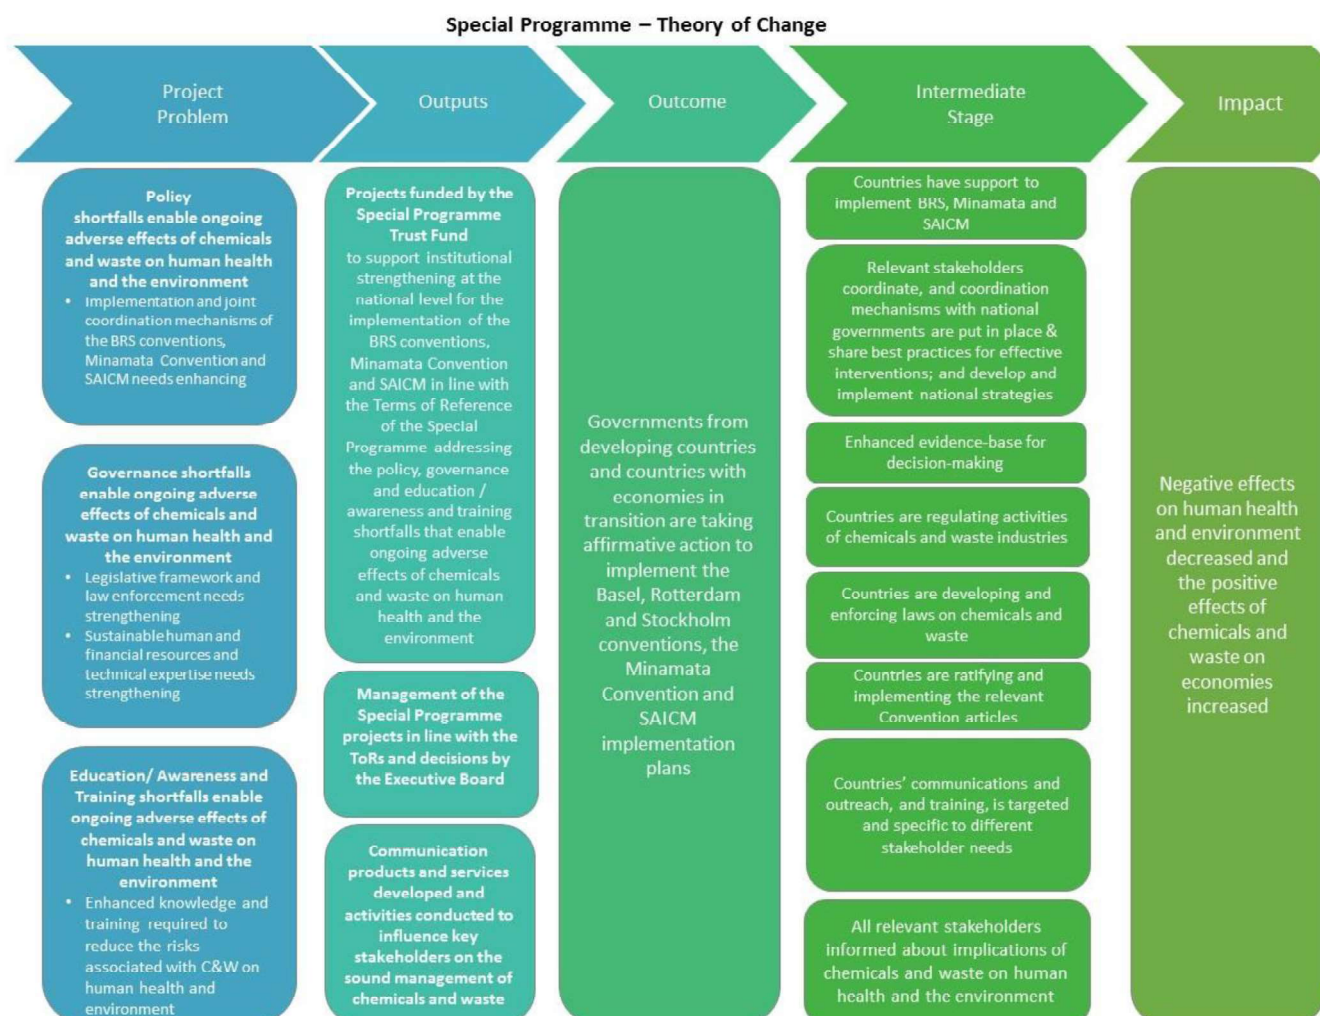 Special Programme – Theory of Change
Project
Problem
Outputs
Outcome
Intermediate
Stage
Impact
Policy
shortfalls enable ongoing
adverse effects of chemicals
and waste on human health
and the environment
• Implementation and joint
coordination mechanisms of
the BRS conventions,
Minamata Convention and
SAICM needs enhancing
Governance shortfalls
enable ongoing adverse
effects of chemicals and
waste on human health and
the environment
• Legislative framework and
law enforcement needs
strengthening
• Sustainable human and
financial resources and
technical expertise needs
strengthening
Education/ Awareness and
Training shortfalls enable
ongoing adverse effects of
chemicals and waste on
human health and the
environment
• Enhanced knowledge and
training required to
reduce the risks
associated with C&W on
human health and
environment
Projects funded by the
Special Programme
Trust Fund
to support institutional
strengthening at the
national level for the
implementation of the
BRS conventions,
Minamata Convention
and SAICM in line with
the Terms of Reference
of the Special
Programme addressing
the policy, governance
and education /
awareness and training
shortfalls that enable
ongoing adverse
effects of chemicals
and waste on human
health and the
environment
Management of the
Special Programme
projects in line with the
ToRs and decisions by
the Executive Board
Communication
products and services
developed and
activities conducted to
influence key
stakeholders on the
sound management of
chemicals and waste
Governments from
developing countries
and countries with
economies in
transition are taking
affirmative action to
implement the
Basel, Rotterdam
and Stockholm
conventions, the
Minamata
Convention and
SAICM
implementation
plans
Countries have support to
implement BRS, Minamata and
SAICM
Relevant stakeholders
coordinate, and coordination
mechanisms with national
governments are put in place &
share best practices for effective
interventions; and develop and
implement national strategies
Enhanced evidence-base for
decision-making
Countries are regulating activities
of chemicals and waste industries
Countries are developing and
enforcing laws on chemicals and
waste
Countries are ratifying and
implementing the relevant
Convention articles
Countries’ communications and
outreach, and training, is targeted
and specific to different
stakeholder needs
All relevant stakeholders
informed about implications of
chemicals and waste on human
health and the environment
Negative effects
on human health
and environment
decreased and
the positive
effects of
chemicals and
waste on
economies
increased